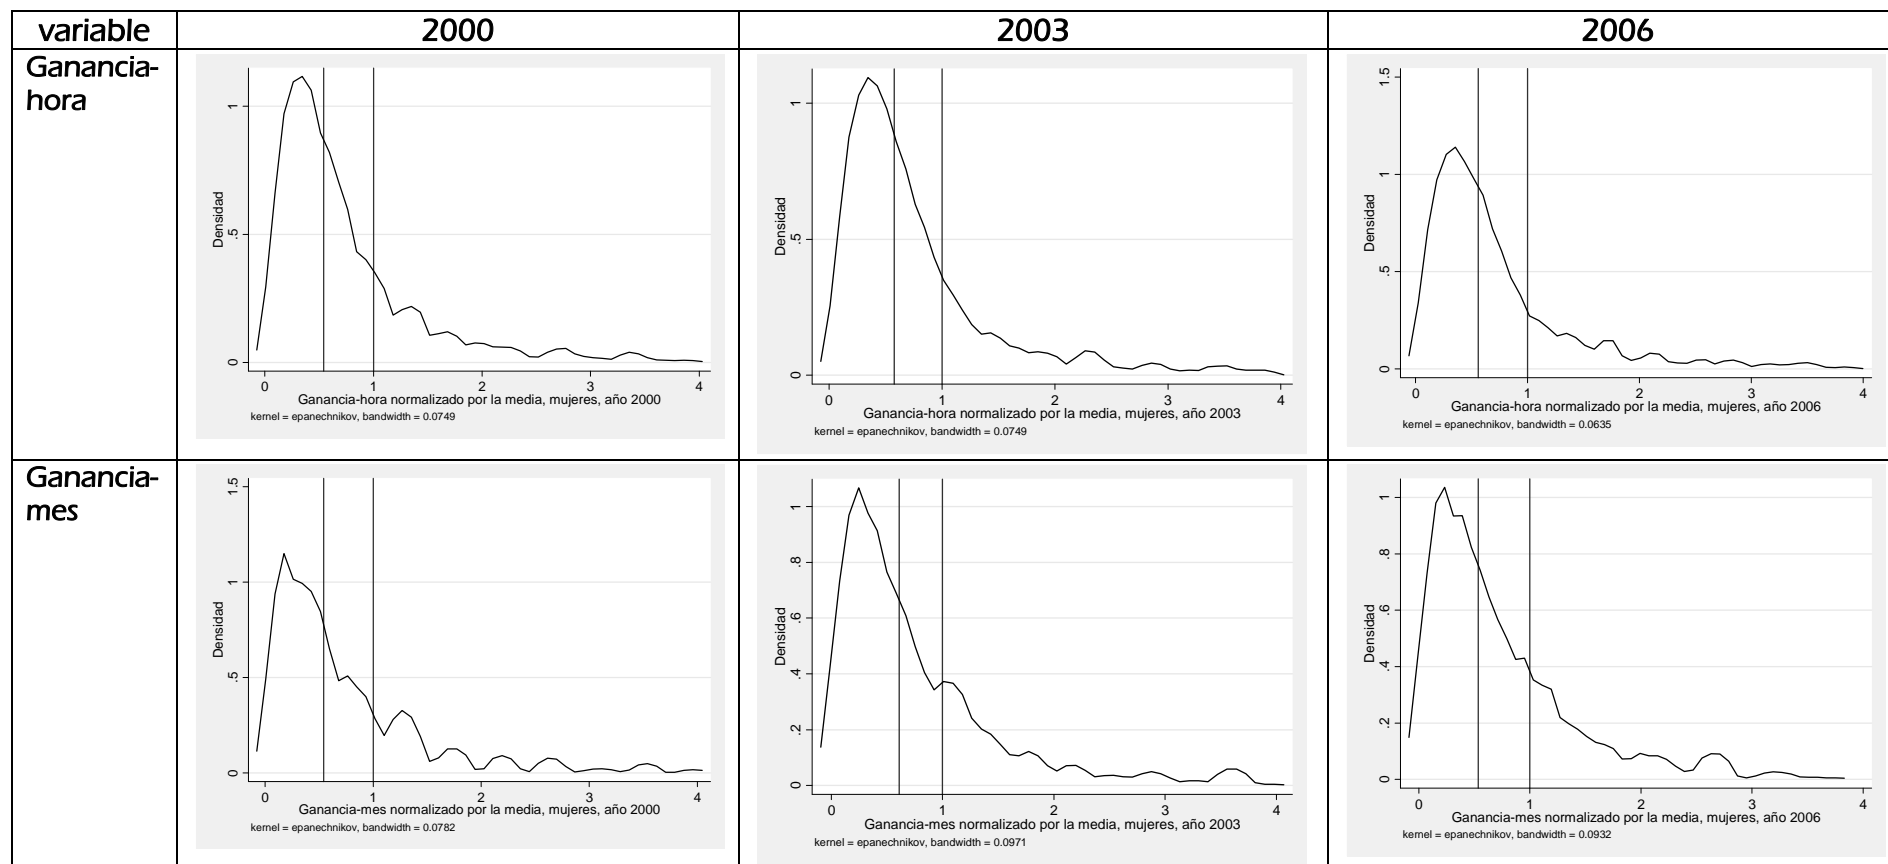 variable 2000 2003 2006
Ganancia-
hora
1
.5
0
Densidad
0 1 2 3 4
Ganancia-hora normalizado por la media, mujeres, año 2000
kernel = epanechnikov, bandwidth = 0.0749
1
.5
0
Densidad
0 1 2 3 4
Ganancia-hora normalizado por la media, mujeres, año 2003
kernel = epanechnikov, bandwidth = 0.0749
1.5
1
.5
0
Densidad
0 1 2 3 4
Ganancia-hora normalizado por la media, mujeres, año 2006
kernel = epanechnikov, bandwidth = 0.0635
Ganancia-
mes
1.5
1
.5
0
Densidad
0 1 2 3 4
Ganancia-mes normalizado por la media, mujeres, año 2000
kernel = epanechnikov, bandwidth = 0.0782
1
.8
.6
.4
.2
0
Densidad
0 1 2 3 4
Ganancia-mes normalizado por la media, mujeres, año 2003
kernel = epanechnikov, bandwidth = 0.0971
1
.8
.6
.4
.2
0
Densidad
0 1 2 3 4
Ganancia-mes normalizado por la media, mujeres, año 2006
kernel = epanechnikov, bandwidth = 0.0932